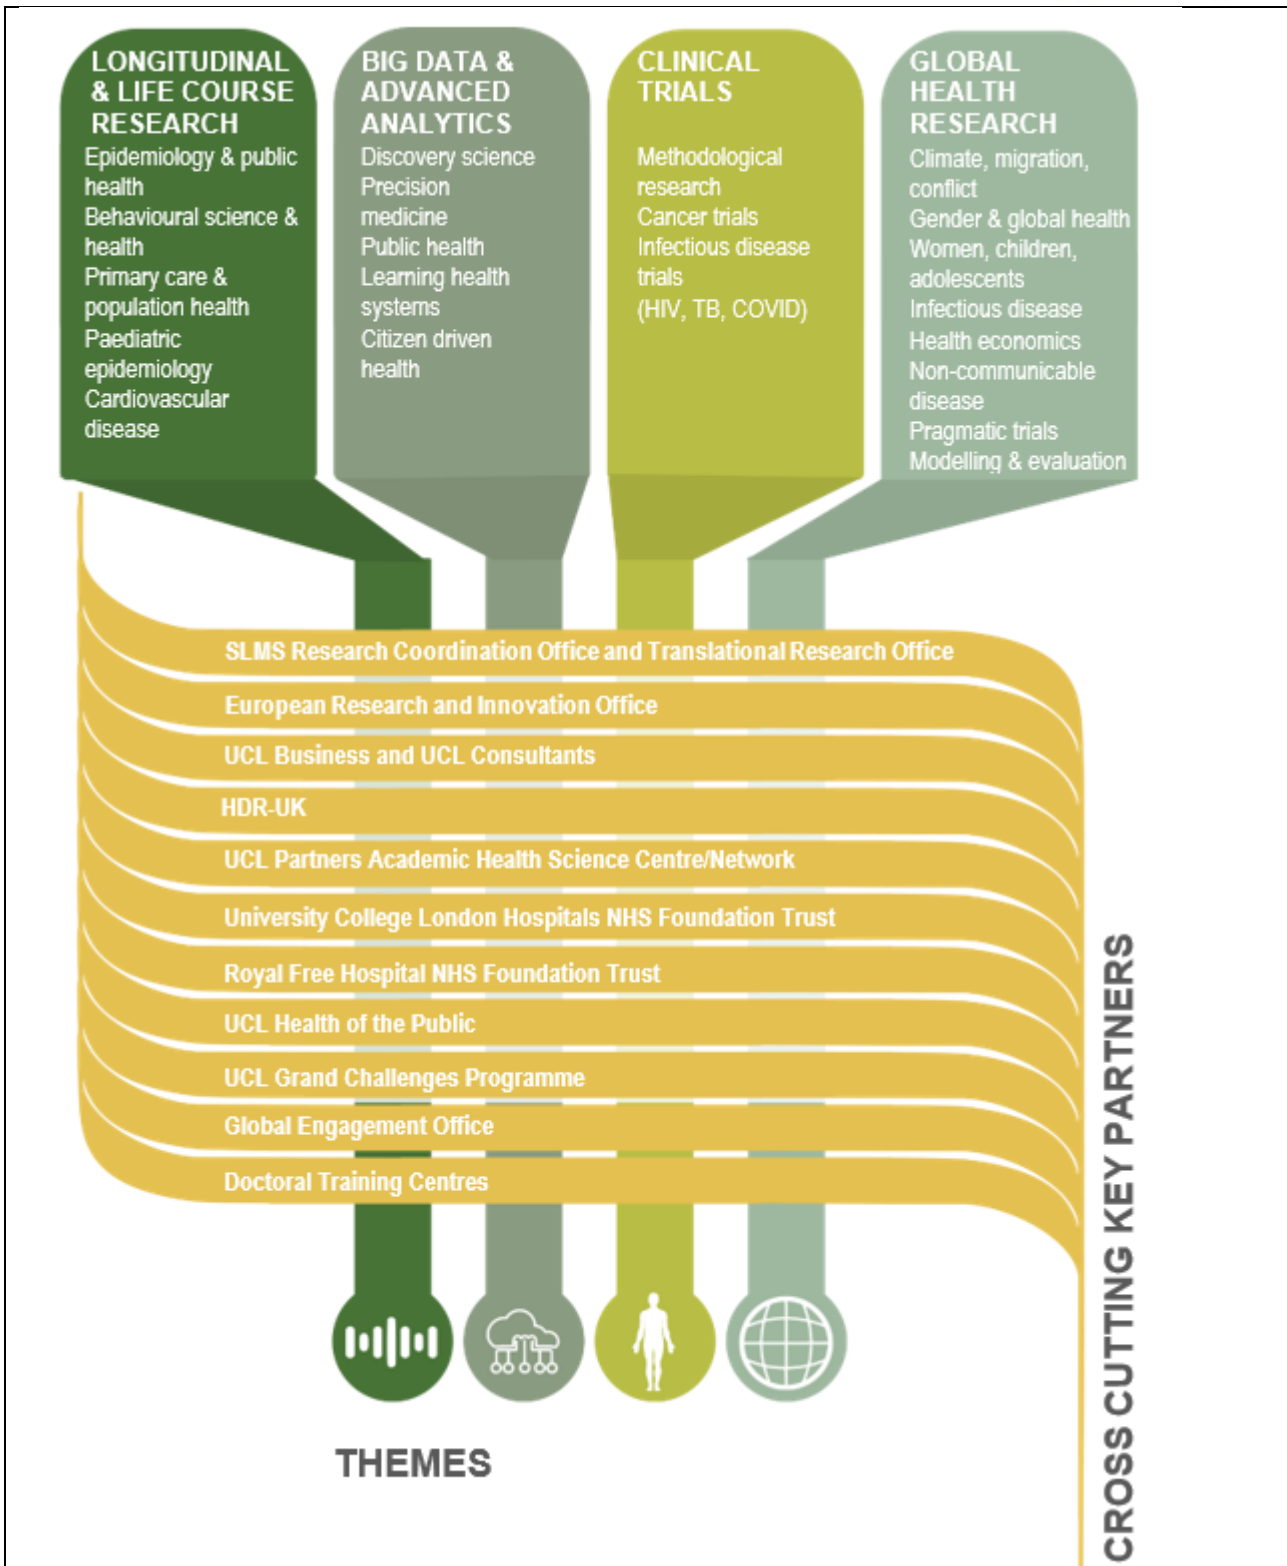 LONGITUDINAL
& LIFE COURSE
RESEARCH
Epidemiology & public
health
Behavioural science &
health
Primary care &
population health
Paediatric
epidemiology
Cardiovascular
disease
BIG DATA &
ADVANCED
ANALYTICS
Discovery science
Precision
medicine
Public health
Learning health
systems
Citizen driven
health
CLINICAL
TRIALS
Methodological
research
Cancer trials
Infectious disease
trials
(HIV, TB, COVID)
GLOBAL
HEALTH
RESEARCH
Climate, migration,
conflict
Gender & global health
Women, children,
adolescents
Infectious disease
Health economics
Non-communicable
disease
Pragmatic trials
Modelling & evaluation
SLMS Research Coordination Office and Translational Research Office
European Research and Innovation Office
UCL Business and UCL Consultants
HDR-UK
UCL Partners Academic Health Science Centre/Network
University College London Hospitals NHS Foundation Trust
Royal Free Hospital NHS Foundation Trust
UCL Health of the Public
UCL Grand Challenges Programme
Global Engagement Office
Doctoral Training Centres
THEMES
CROSS CUTTING KEY PARTNERS